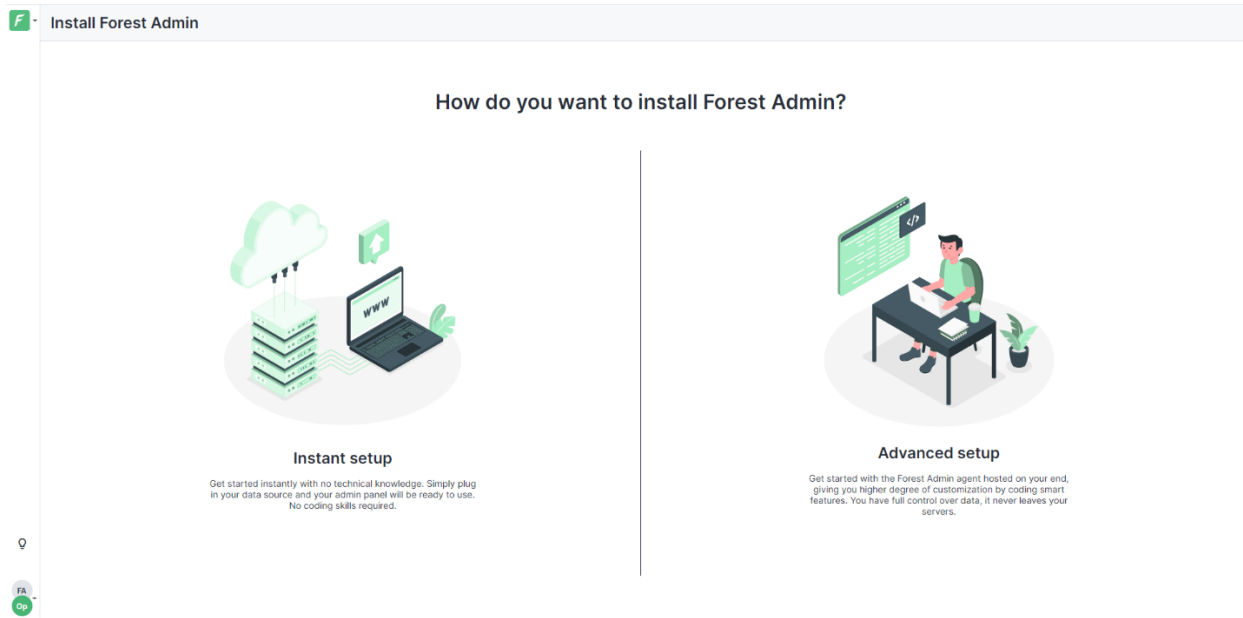 F
Install Forest Admin
How do you want to install Forest Admin?
WWW
Instant setup
Get started instantly with no technical knowledge. Simply plug
in your data source and your admin panel will be ready to use.
No coding skills required.
</>
Advanced setup
Get started with the Forest Admin agent hosted on your end,
giving you higher degree of customization by coding smart
features. You have full control over data, it never leaves your
servers.
FA
Op